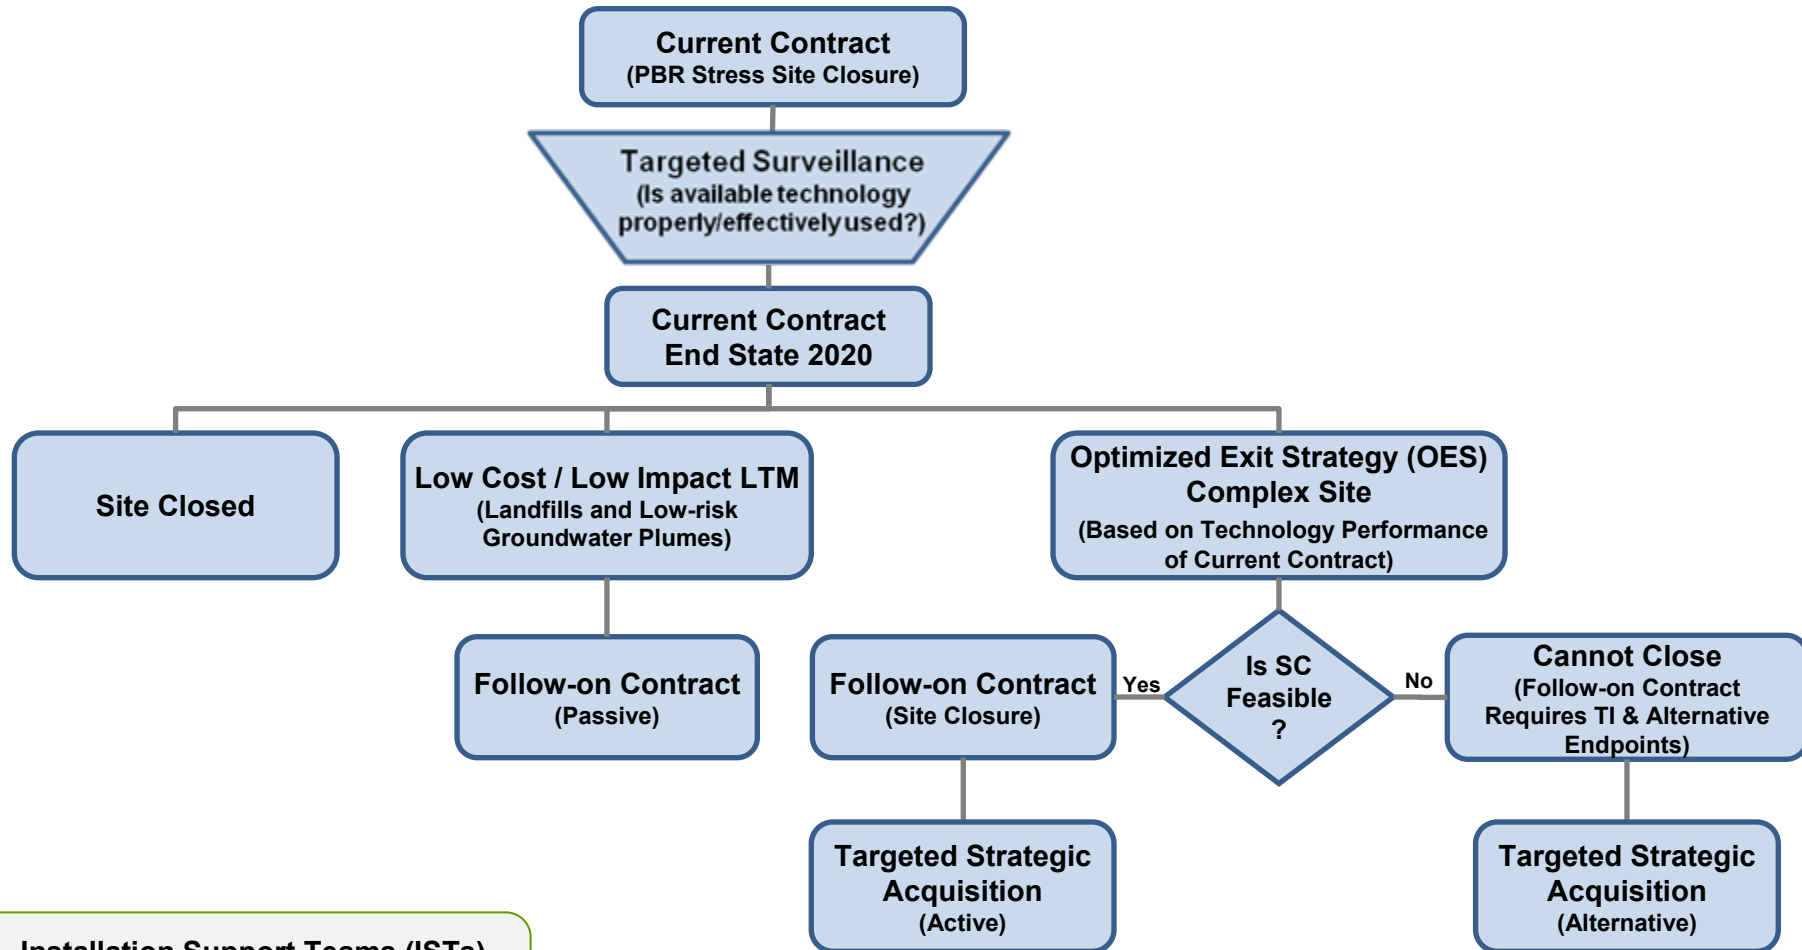 Current Contract
(PBR Stress Site Closure)
Targeted Surveillance
(Is available technology
properly/effectively used?)
Current Contract
End State 2020
Site Closed
Low Cost / Low Impact LTM
(Landfills and Low-risk
Groundwater Plumes)
Optimized Exit Strategy (OES)
Complex Site
(Based on Technology Performance
of Current Contract)
Follow-on Contract
(Passive)
Follow-on Contract
(Site Closure)
Yes
Is SC
Feasible
?
No
Cannot Close
(Follow-on Contract
Requires TI & Alternative
Endpoints)
Targeted Strategic
Acquisition
(Active)
Targeted Strategic
Acquisition
(Alternative)
Installation Support Teams (ISTs)